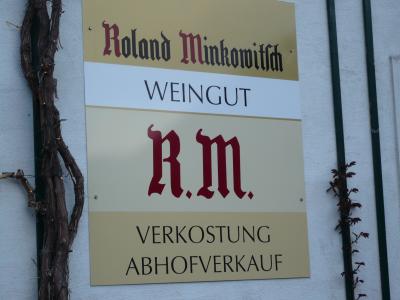 Roland Minkowitsch
WEINGUT
R.M.
VERKOSTUNG
ABHOFVERKAUF